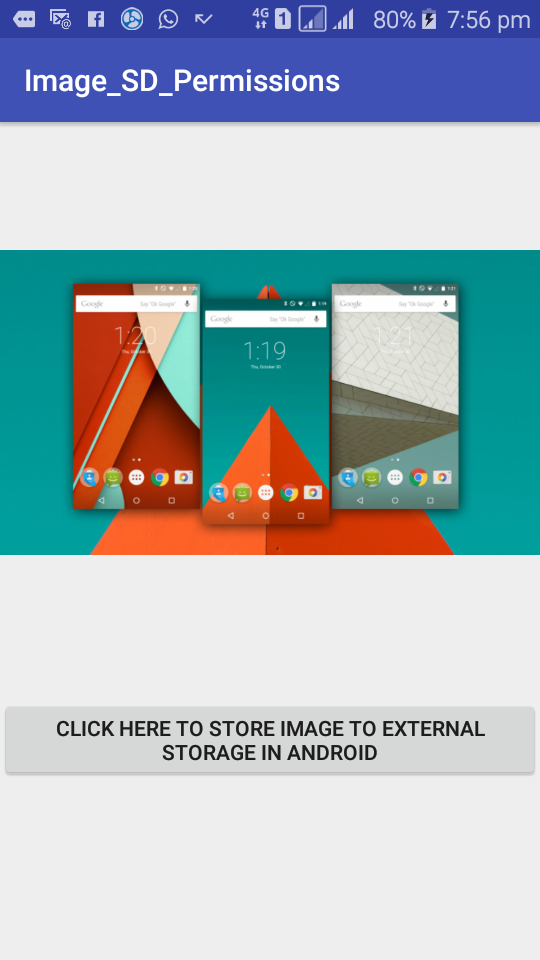 4G 1 80% 7:56 pm
Image_SD_Permissions
Google Say "Ok Google"
1:20
Google Say "Ok Google"
1:19
Thu, October 30
Google Say "Ok Google"
1:21
CLICK HERE TO STORE IMAGE TO EXTERNAL
STORAGE IN ANDROID